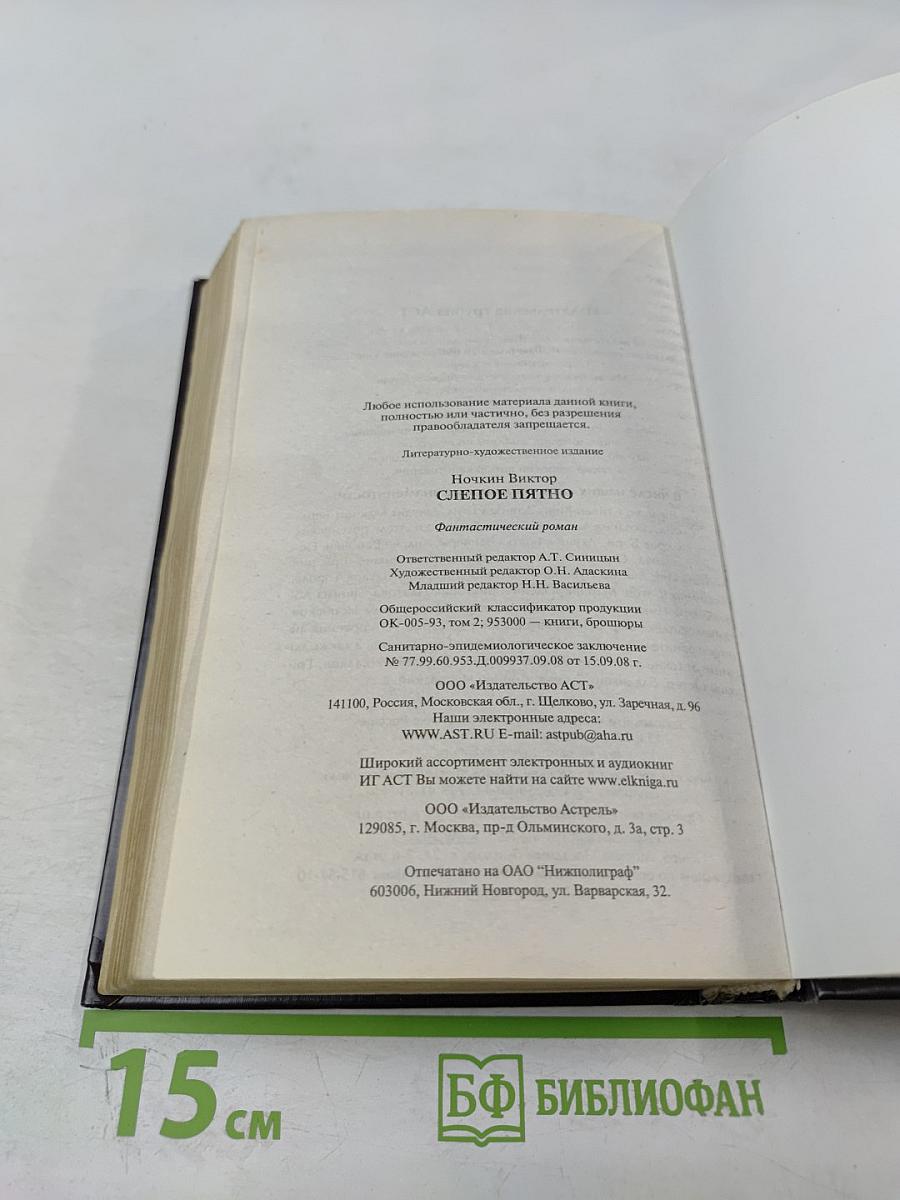 Любое использование материала данной книги,
полностью или частично, без разрешения
правообладателя запрещается.
Литературно-художественное издание
Ночкин Виктор
СЛЕПОЕ ПЯТНО
Фантастический роман
Ответственный редактор А.Т. Синицын
Художественный редактор О.Н. Адаскина
Младший редактор Н.Н. Васильева
Общероссийский классификатор продукции
ОК-005-93, том 2; 953000 — книги, брошюры
Санитарно-эпидемиологическое заключение
№ 77.99.60.953.Д.009937.09.08 от 15.09.08 г.
ООО «Издательство АСТ»
141100, Россия, Московская обл., г. Щелково, ул. Заречная, д. 96
Наши электронные адреса:
WWW.AST.RU E-mail: astpub@aha.ru
Широкий ассортимент электронных и аудиокниг
ИГ АСТ Вы можете найти на сайте www.elkniga.ru
ООО «Издательство Астрель»
129085, г. Москва, пр-д Ольминского, д. 3а, стр. 3
Отпечатано на ОАО “Нижполиграф”
603006, Нижний Новгород, ул. Варварская, 32.
15 см
БФ БИБЛИОФАН